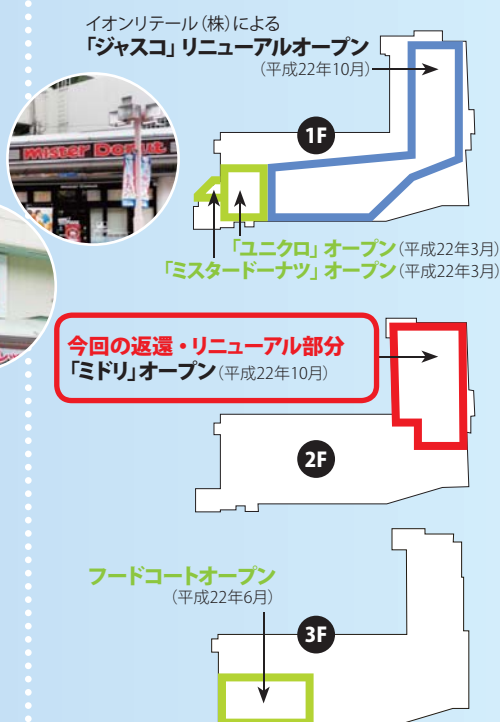 イオンリテール(株)による
「ジャスコ」リニューアルオープン
(平成22年10月)
mister Donut
1F
「ユニクロ」オープン(平成22年3月)
「ミスタードーナツ」オープン(平成22年3月)
今回の返還・リニューアル部分
「ミドリ」オープン(平成22年10月)
2F
フードコートオープン
(平成22年6月)
3F